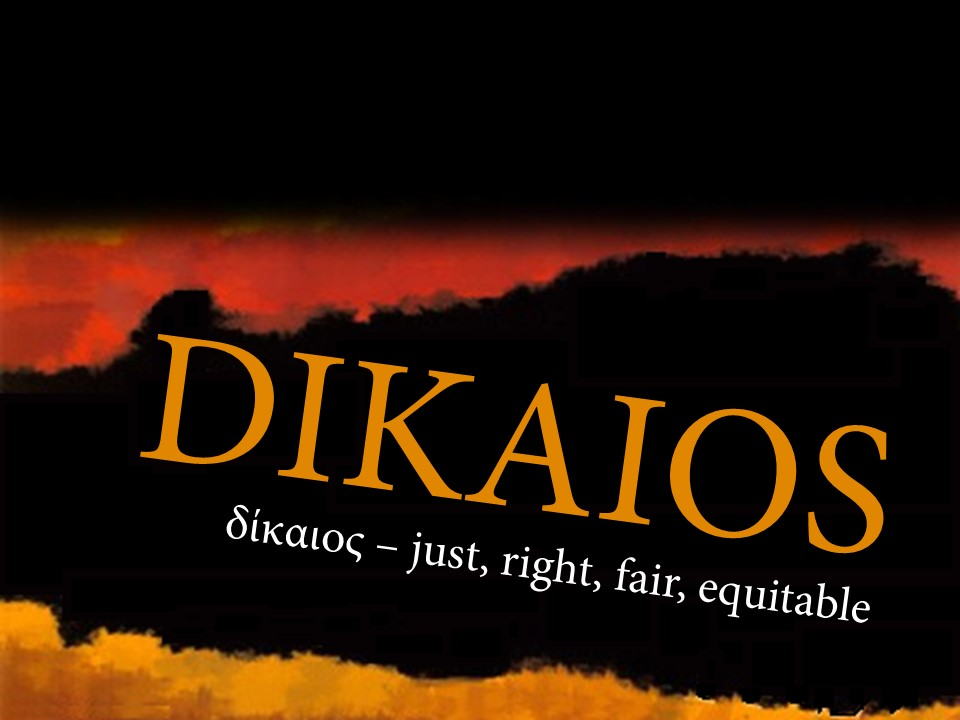 DIKAIOS
δίκαιος – just, right, fair, equitable